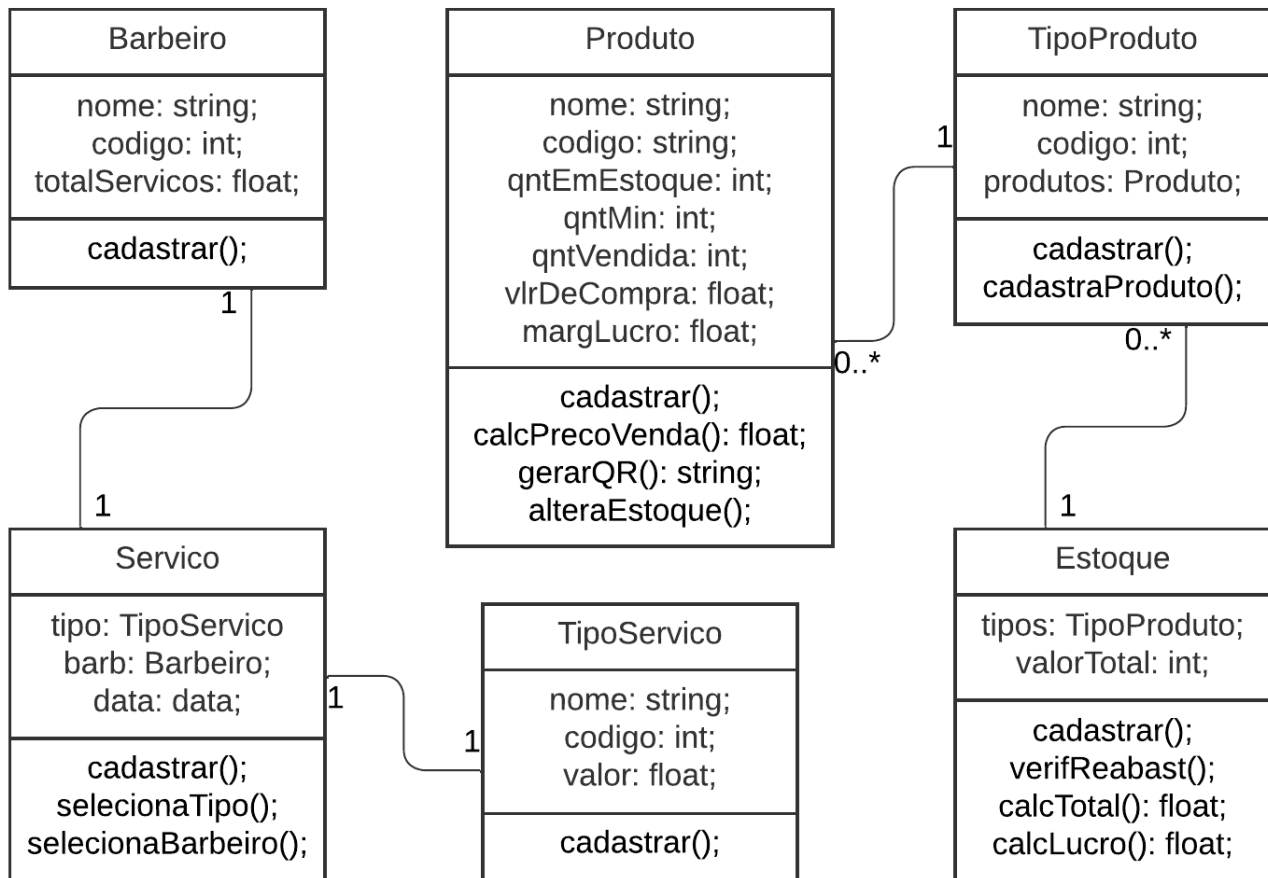 Barbeiro
nome: string;
codigo: int;
totalServicos: float;
cadastrar();
1
1
Produto
nome: string;
codigo: string;
qntEmEstoque: int;
qntMin: int;
qntVendida: int;
vlrDeCompra: float;
margLucro: float;
cadastrar();
calcPrecoVenda(): float;
gerarQR(): string;
alteraEstoque();
0..*
1
TipoProduto
nome: string;
codigo: int;
produtos: Produto;
cadastrar();
cadastraProduto();
0..*
1
Servico
tipo: TipoServico
barb: Barbeiro;
data: data;
cadastrar();
selecionaTipo();
selecionaBarbeiro();
1
1
TipoServico
nome: string;
codigo: int;
valor: float;
cadastrar();
Estoque
tipos: TipoProduto;
valorTotal: int;
cadastrar();
verifReabast();
calcTotal(): float;
calcLucro(): float;